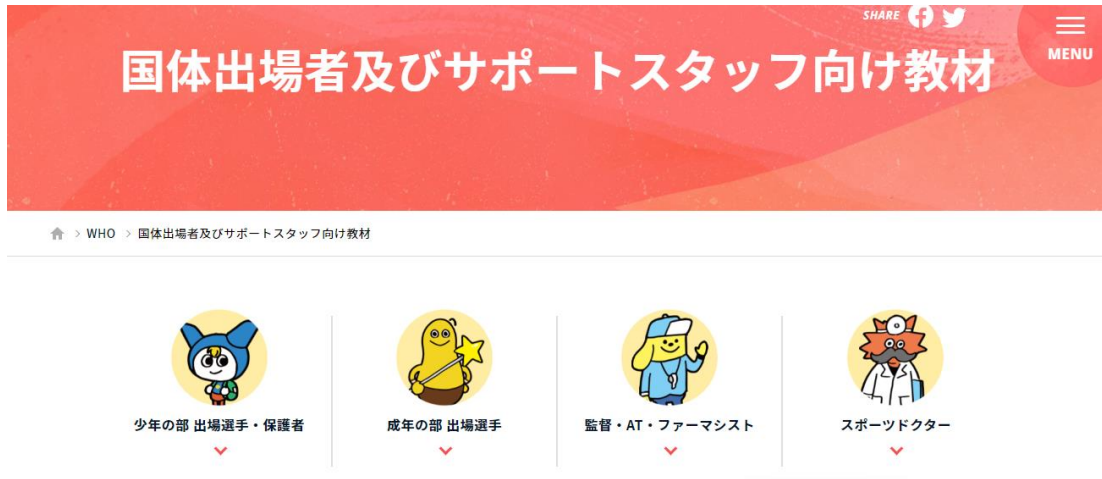 SHARE
MENU
国体出場者及びサポートスタッフ向け教材
WHO > 国体出場者及びサポートスタッフ向け教材
少年の部 出場選手・保護者
成年の部 出場選手
監督・AT・ファーマシスト
スポーツドクター